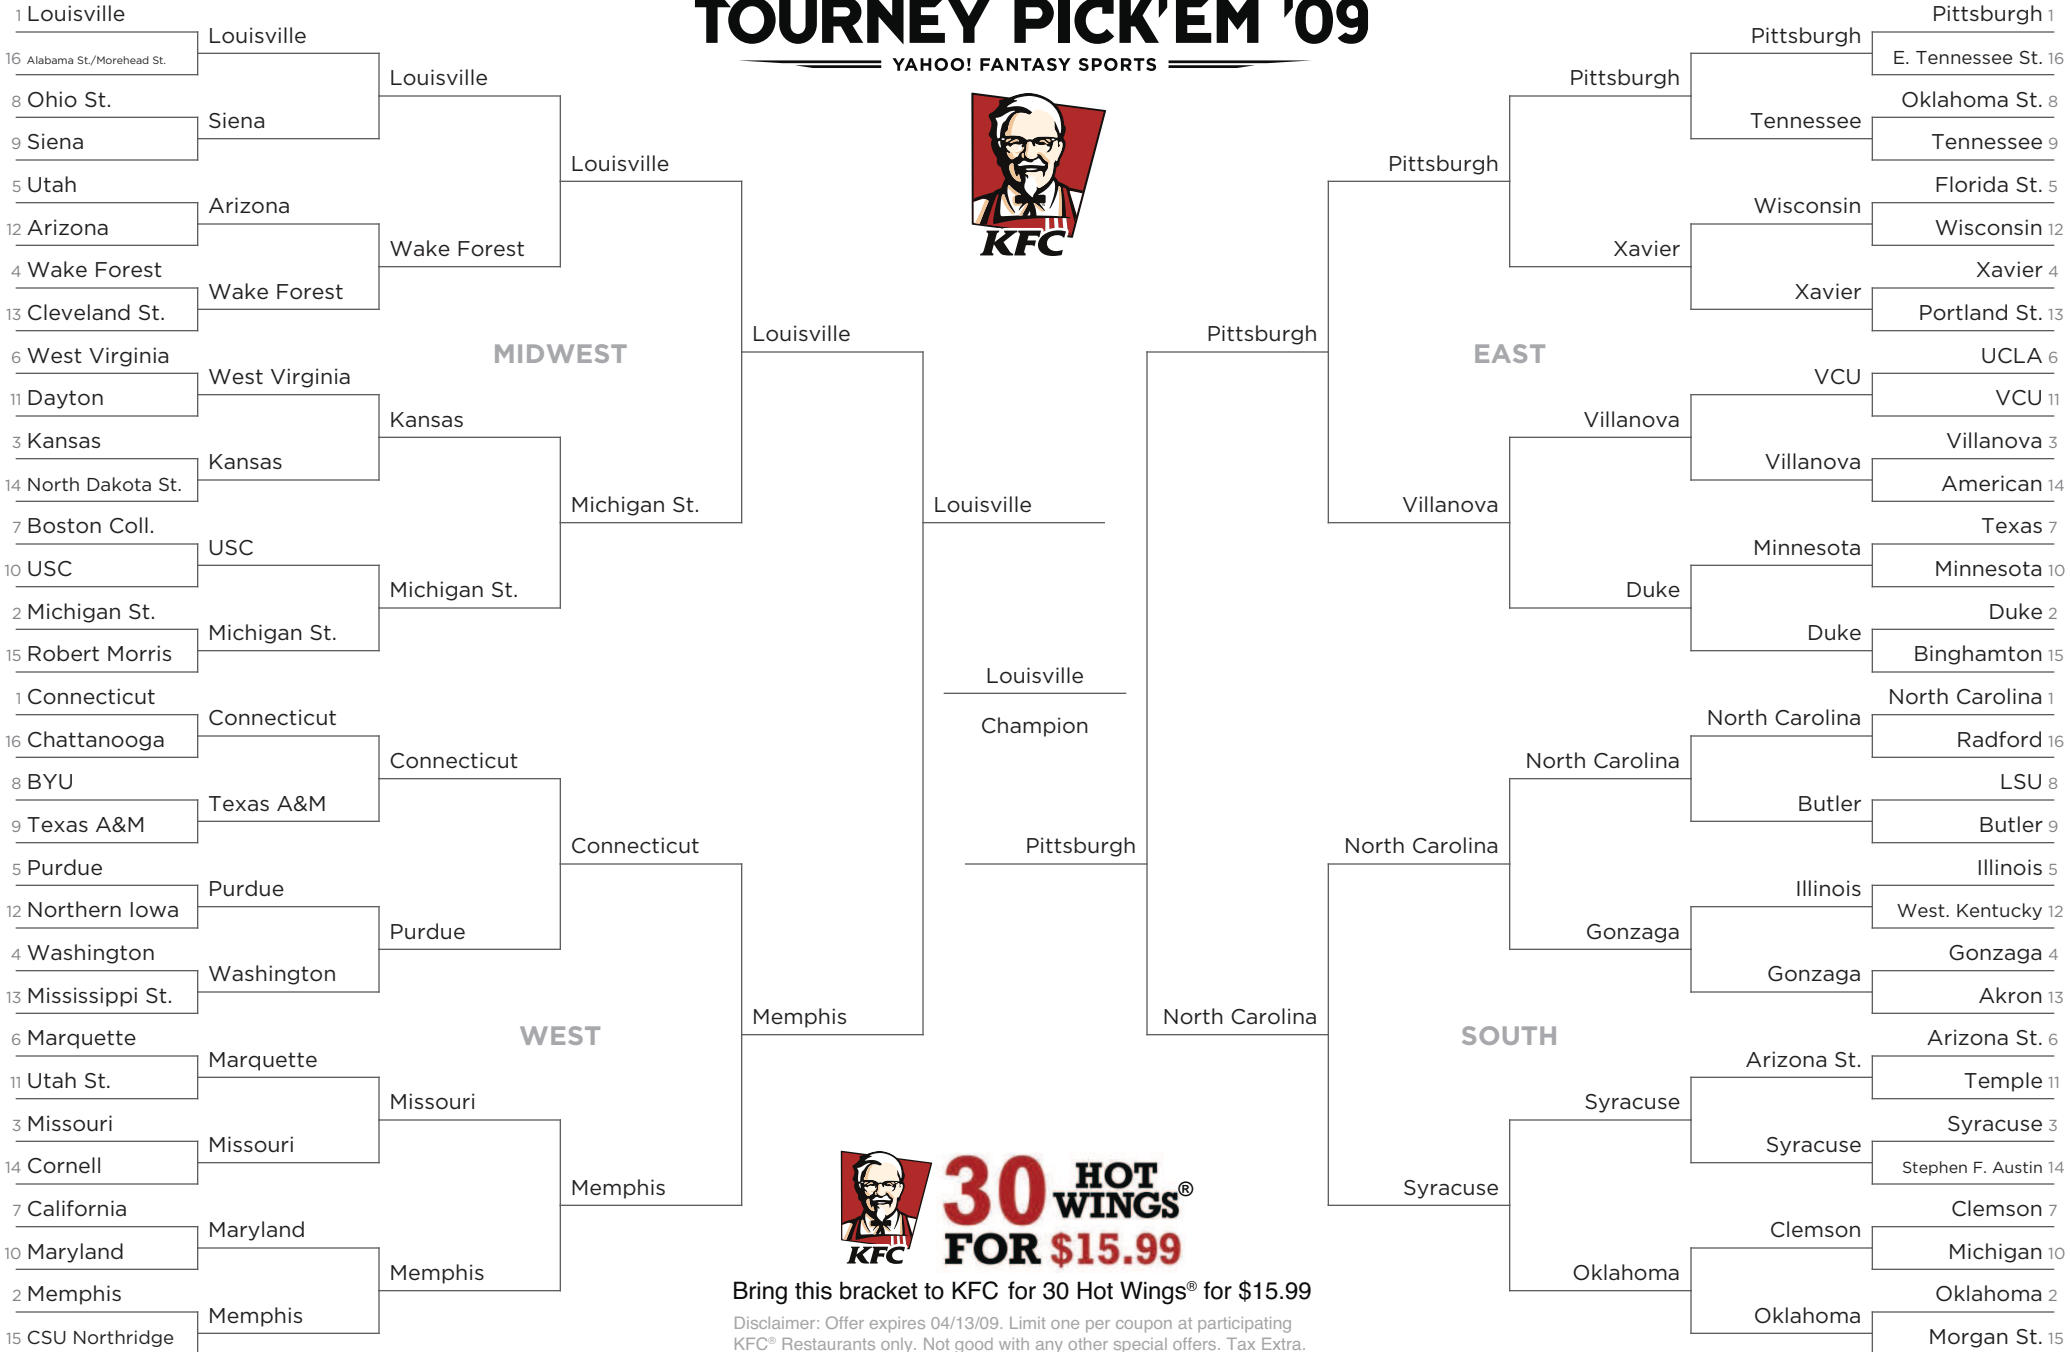 TOURNEY PICK'EM '09
YAHOO! FANTASY SPORTS
KFC
MIDWEST
1 Louisville
16 Alabama St./Morehead St.
8 Ohio St.
9 Siena
5 Utah
12 Arizona
4 Wake Forest
13 Cleveland St.
6 West Virginia
11 Dayton
3 Kansas
14 North Dakota St.
7 Boston Coll.
10 USC
2 Michigan St.
15 Robert Morris
Louisville
Siena
Arizona
Wake Forest
West Virginia
Kansas
USC
Michigan St.
Louisville
Wake Forest
Kansas
Michigan St.
Louisville
Michigan St.
Louisville
WEST
1 Connecticut
16 Chattanooga
8 BYU
9 Texas A&M
5 Purdue
12 Northern Iowa
4 Washington
13 Mississippi St.
6 Marquette
11 Utah St.
3 Missouri
14 Cornell
7 California
10 Maryland
2 Memphis
15 CSU Northridge
Connecticut
Texas A&M
Purdue
Washington
Marquette
Missouri
Maryland
Memphis
Connecticut
Purdue
Missouri
Memphis
Connecticut
Memphis
Memphis
Louisville
Louisville
Champion
Pittsburgh
EAST
Pittsburgh 1
E. Tennessee St. 16
Oklahoma St. 8
Tennessee 9
Florida St. 5
Wisconsin 12
Xavier 4
Portland St. 13
UCLA 6
VCU 11
Villanova 3
American 14
Texas 7
Minnesota 10
Duke 2
Binghamton 15
Pittsburgh
Tennessee
Wisconsin
Xavier
VCU
Villanova
Minnesota
Duke
Pittsburgh
Xavier
Villanova
Duke
Pittsburgh
Villanova
Pittsburgh
SOUTH
North Carolina 1
Radford 16
LSU 8
Butler 9
Illinois 5
West. Kentucky 12
Gonzaga 4
Akron 13
Arizona St. 6
Temple 11
Syracuse 3
Stephen F. Austin 14
Clemson 7
Michigan 10
Oklahoma 2
Morgan St. 15
North Carolina
Butler
Illinois
Gonzaga
Arizona St.
Syracuse
Clemson
Oklahoma
North Carolina
Gonzaga
Syracuse
Oklahoma
North Carolina
Syracuse
North Carolina
KFC
30 HOT WINGS®
FOR $15.99
Bring this bracket to KFC for 30 Hot Wings® for $15.99
Disclaimer: Offer expires 04/13/09. Limit one per coupon at participating
KFC® Restaurants only. Not good with any other special offers. Tax Extra.